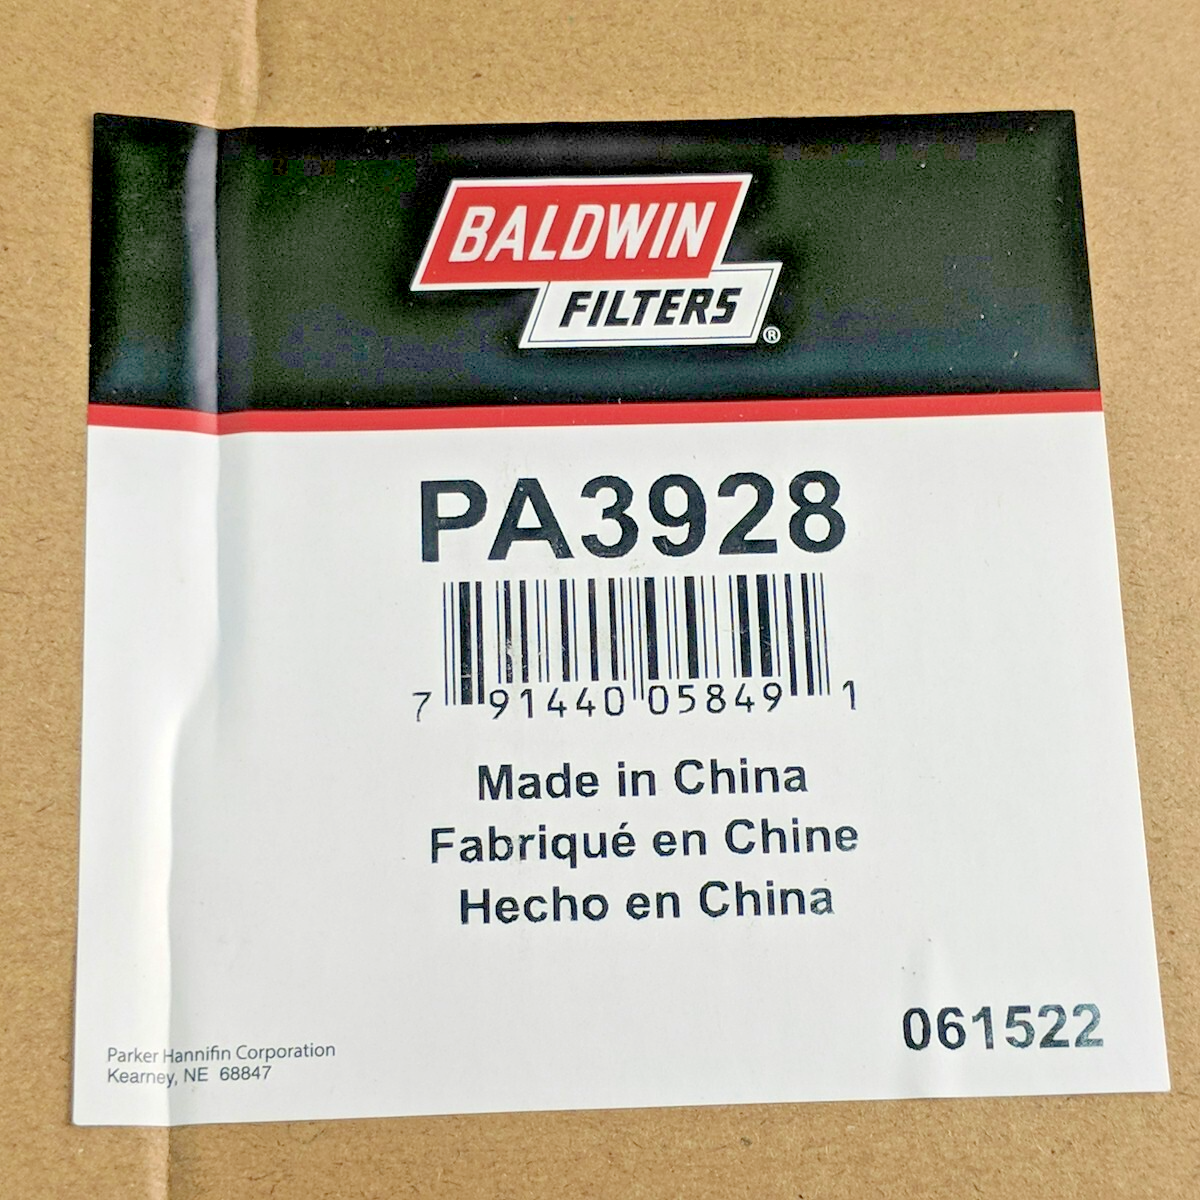 BALDWIN
FILTERS®
PA3928
7 91440 05849 1
Made in China
Fabriqué en Chine
Hecho en China
061522
Parker Hannifin Corporation
Kearney, NE 68847